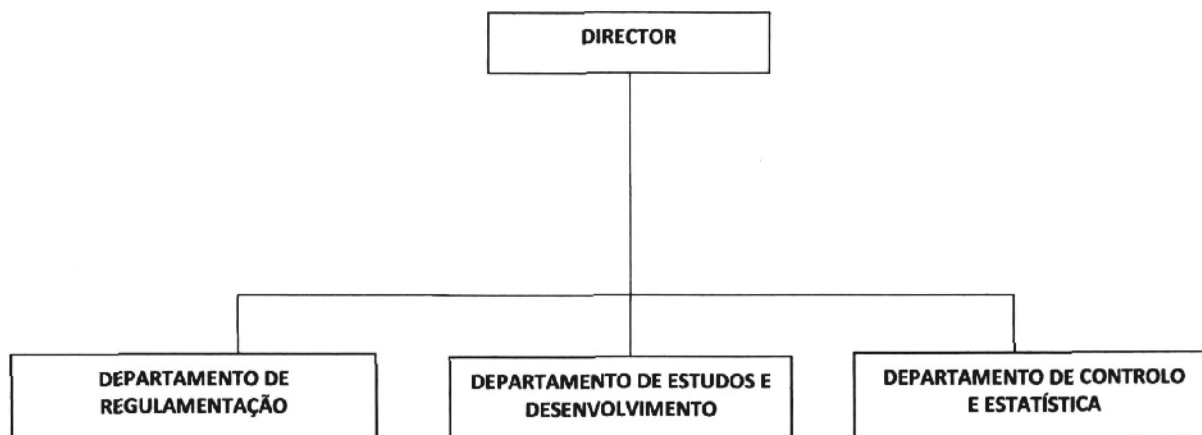 DIRECTOR
DEPARTAMENTO DE
REGULAMENTAÇÃO
DEPARTAMENTO DE ESTUDOS E
DESENVOLVIMENTO
DEPARTAMENTO DE CONTROLO
E ESTATÍSTICA